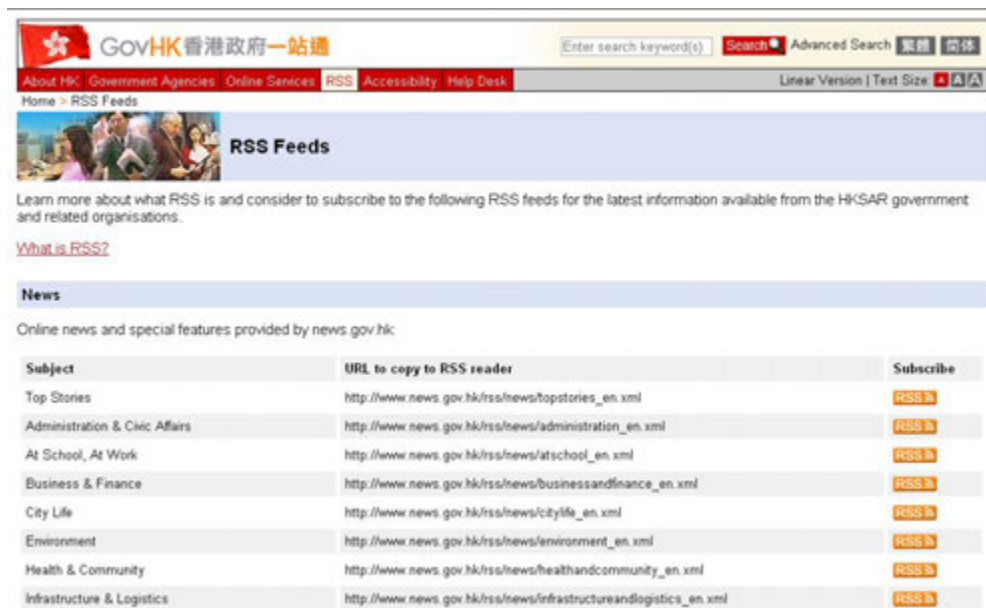 GovHK香港政府一站通
Enter search keyword(s) Search Advanced Search 繁體 简体
About HK Government Agencies Online Services RSS Accessibility Help Desk Linear Version | Text Size: A A A
Home > RSS Feeds
RSS Feeds
Learn more about what RSS is and consider to subscribe to the following RSS feeds for the latest information available from the HKSAR government
and related organisations.
What is RSS?
News
Online news and special features provided by news.gov.hk:
Subject URL to copy to RSS reader Subscribe
Top Stories http://www.news.gov.hk/rss/news/topstories_en.xml RSS
Administration & Civic Affairs http://www.news.gov.hk/rss/news/administration_en.xml RSS
At School, At Work http://www.news.gov.hk/rss/news/atschool_en.xml RSS
Business & Finance http://www.news.gov.hk/rss/news/businessandfinance_en.xml RSS
City Life http://www.news.gov.hk/rss/news/citylife_en.xml RSS
Environment http://www.news.gov.hk/rss/news/environment_en.xml RSS
Health & Community http://www.news.gov.hk/rss/news/healthandcommunity_en.xml RSS
Infrastructure & Logistics http://www.news.gov.hk/rss/news/infrastructureandlogistics_en.xml RSS